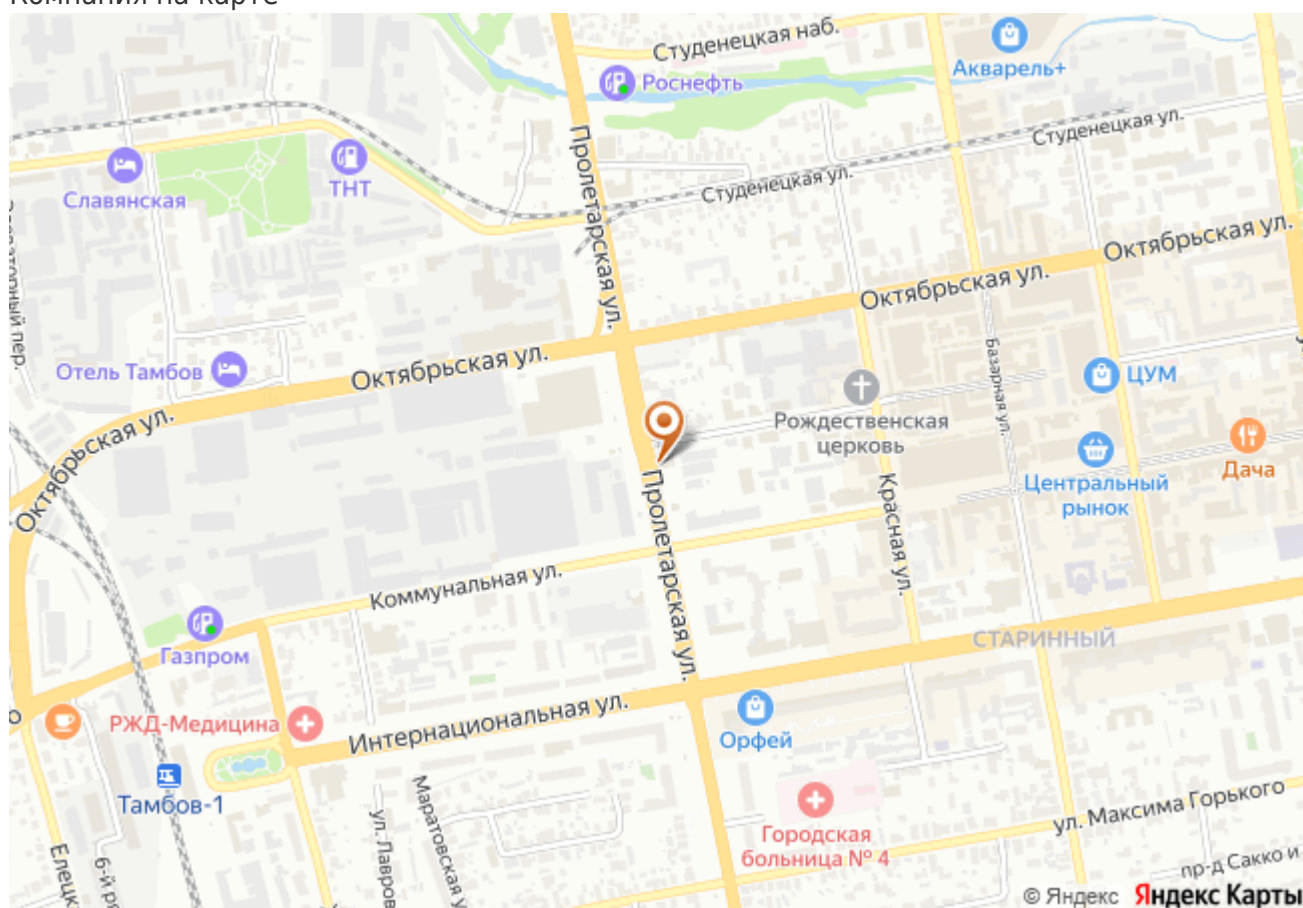 Компания на карте
Студенецкая наб.
Акварель+
Роснефть
Студенецкая ул.
Пролетарская ул.
ТНТ
Славянская
Студенецкая ул.
Октябрьская ул.
Октябрьская ул.
Базарная ул.
Отель Тамбов
Октябрьская ул.
ЦУМ
Рождественская
церковь
Октябрьская ул.
Дача
Центральный
рынок
Пролетарская ул.
Красная ул.
Коммунальная ул.
Газпром
СТАРИННЫЙ
РЖД-Медицина
Интернациональная ул.
Орфей
Тамбов-1
Маратовская у
ул. Лавров
Городская
больница № 4
ул. Максима Горького
пр-д Сакко и
Елецк
6-й р
© Яндекс Яндекс Карты